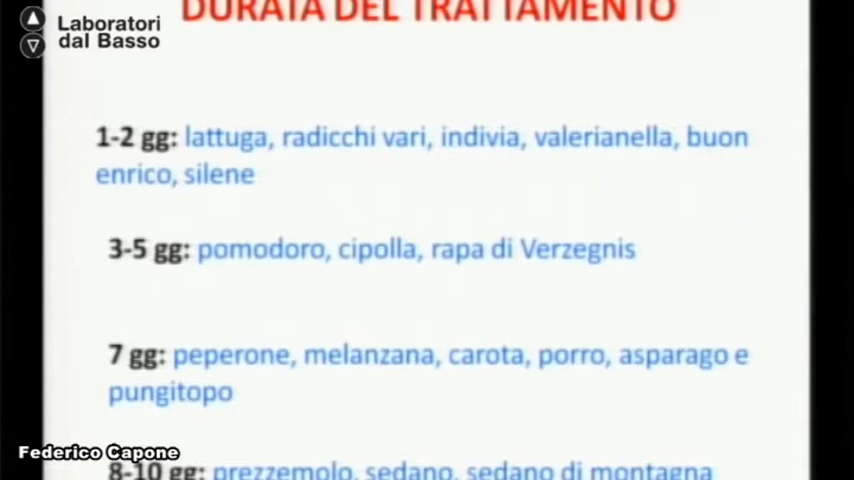 Laboratori
dal Basso
DURATA DEL TRATTAMENTO
1-2 gg: lattuga, radicchi vari, indivia, valerianella, buon
enrico, silene
3-5 gg: pomodoro, cipolla, rapa di Verzegnis
7 gg: peperone, melanzana, carota, porro, asparago e
pungitopo
Federico Capone
8-10 gg: prezzemolo, sedano, sedano di montagna